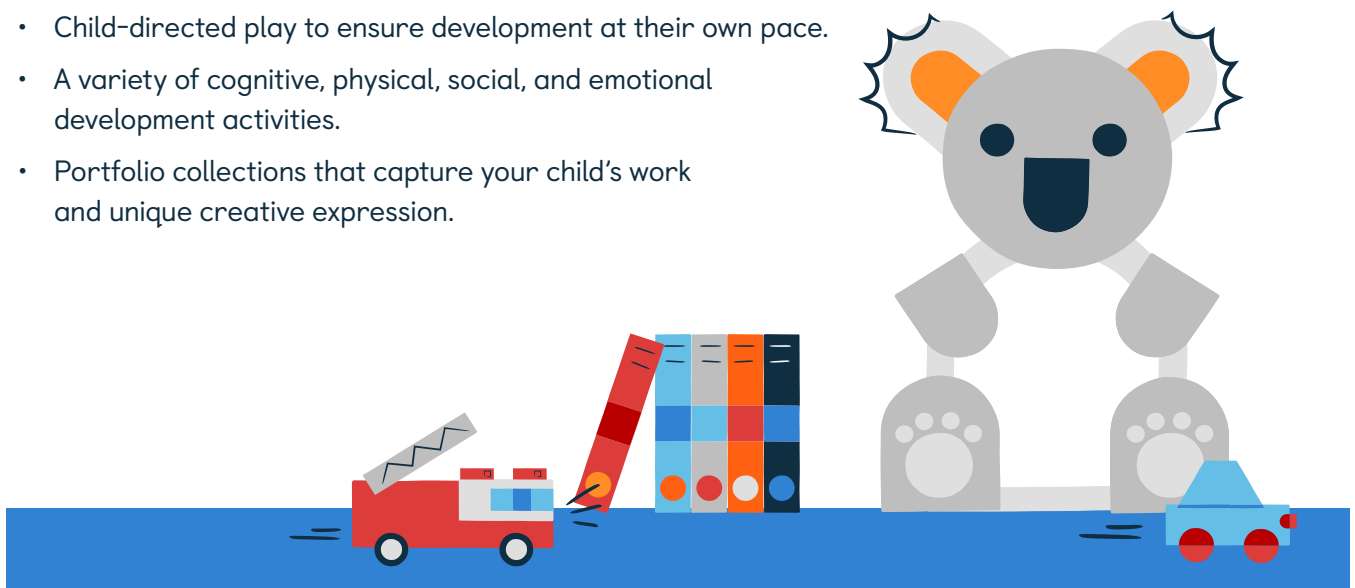 • Child-directed play to ensure development at their own pace.
• A variety of cognitive, physical, social, and emotional
development activities.
• Portfolio collections that capture your child’s work
and unique creative expression.